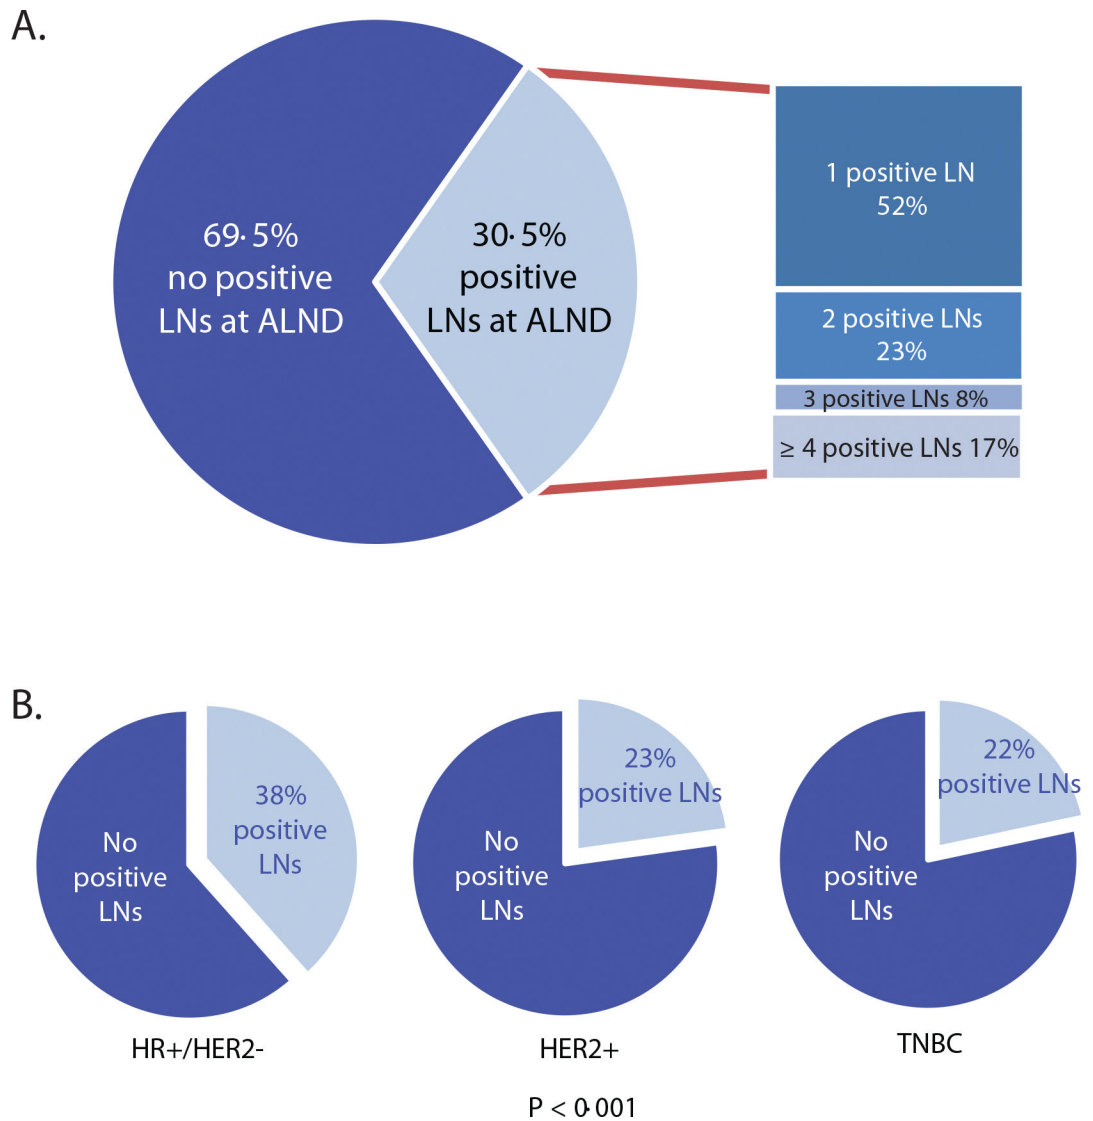 A.
69·5%
no positive
LNs at ALND
30·5%
positive
LNs at ALND
1 positive LN
52%
2 positive LNs
23%
3 positive LNs 8%
≥ 4 positive LNs 17%
B.
No
positive
LNs
38%
positive
LNs
HR+/HER2-
No
positive
LNs
23%
positive LNs
HER2+
No
positive
LNs
22%
positive LNs
TNBC
P < 0·001